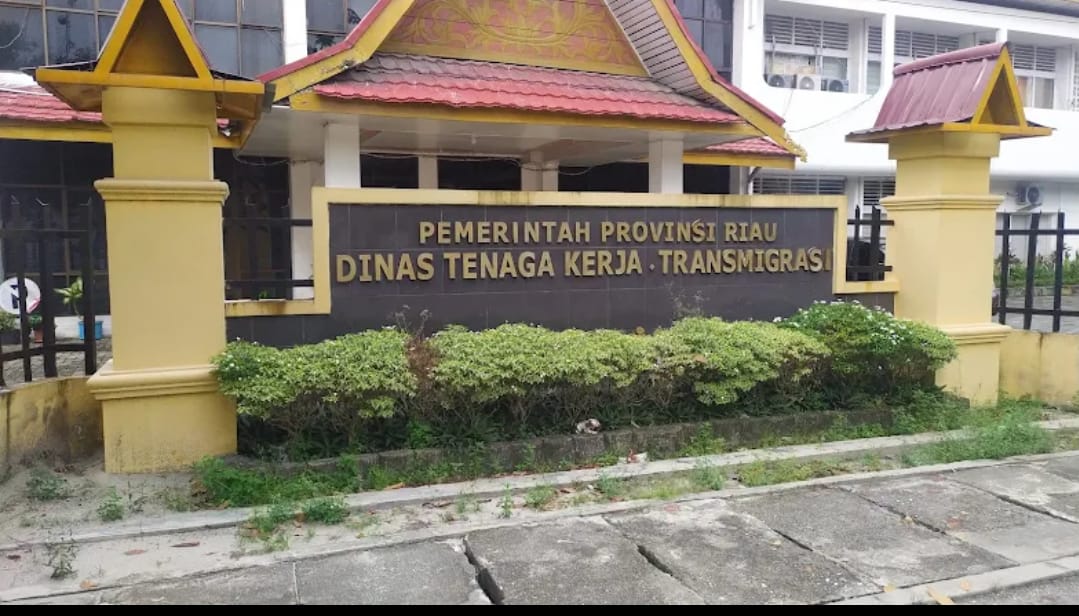 PEMERINTAH PROVINSI RIAU
DINAS TENAGA KERJA · TRANSMIGRASI